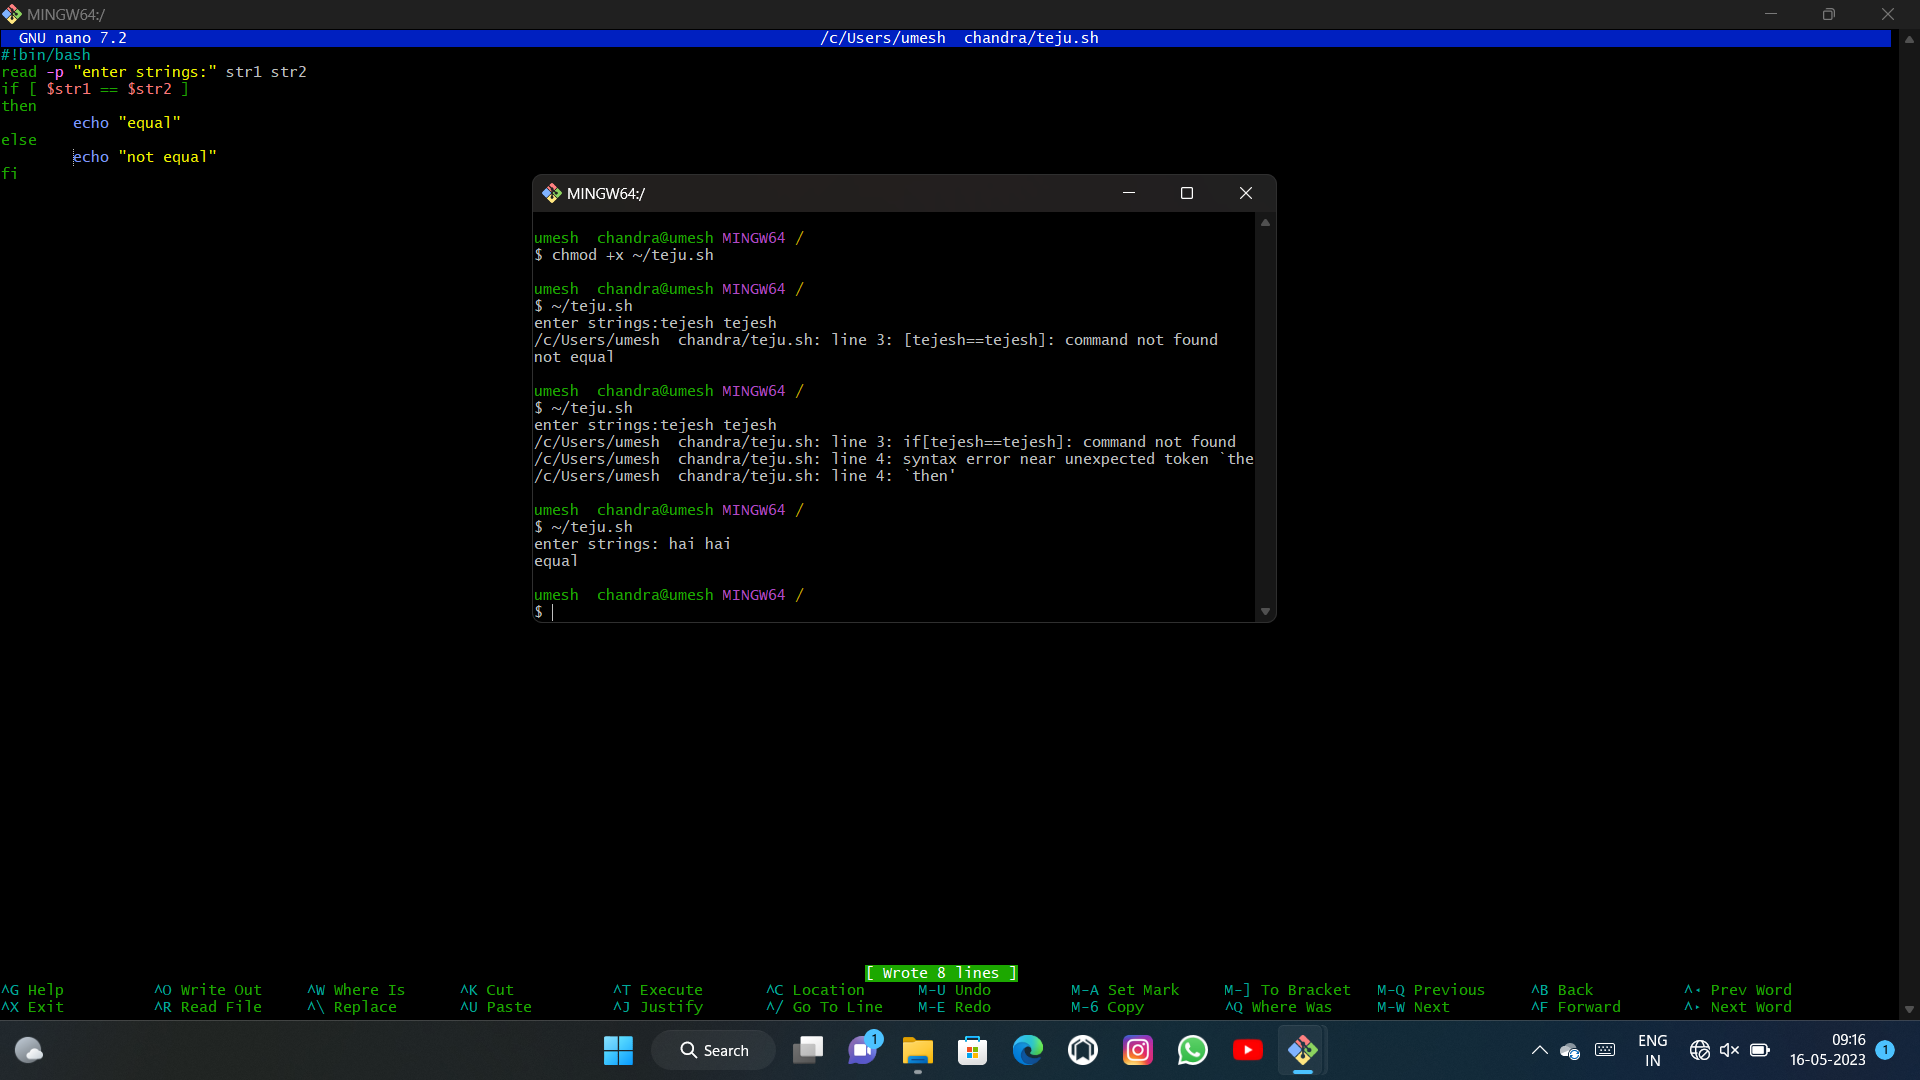 MINGW64:/
GNU nano 7.2 /c/Users/umesh  chandra/teju.sh
#!bin/bash
read -p "enter strings:" str1 str2
if [ $str1 == $str2 ]
then
echo "equal"
else
echo "not equal"
fi
MINGW64:/
umesh  chandra@umesh MINGW64 /
$ chmod +x ~/teju.sh
umesh  chandra@umesh MINGW64 /
$ ~/teju.sh
enter strings:tejesh tejesh
/c/Users/umesh  chandra/teju.sh: line 3: [tejesh==tejesh]: command not found
not equal
umesh  chandra@umesh MINGW64 /
$ ~/teju.sh
enter strings:tejesh tejesh
/c/Users/umesh  chandra/teju.sh: line 3: if[tejesh==tejesh]: command not found
/c/Users/umesh  chandra/teju.sh: line 4: syntax error near unexpected token `the
/c/Users/umesh  chandra/teju.sh: line 4: `then'
umesh  chandra@umesh MINGW64 /
$ ~/teju.sh
enter strings: hai hai
equal
umesh  chandra@umesh MINGW64 /
$
[ Wrote 8 lines ]
^G Help ^O Write Out ^W Where Is ^K Cut ^T Execute ^C Location M-U Undo M-A Set Mark M-] To Bracket M-Q Previous ^B Back ^◂ Prev Word
^X Exit ^R Read File ^\ Replace ^U Paste ^J Justify ^/ Go To Line M-E Redo M-6 Copy ^Q Where Was M-W Next ^F Forward ^▸ Next Word
Search
1
ENG
IN
09:16
16-05-2023
1